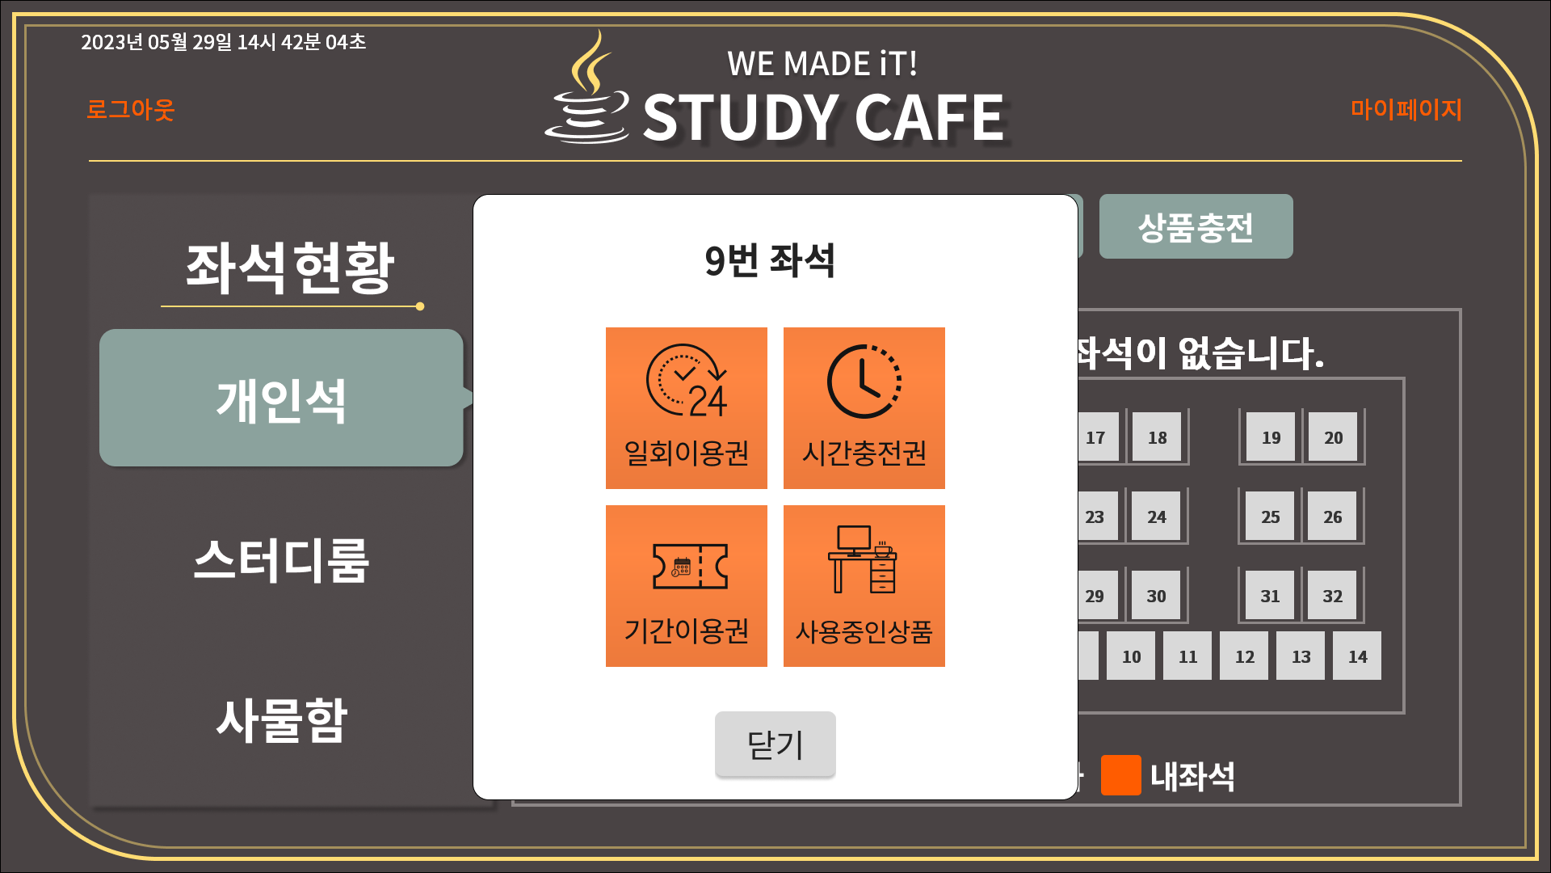 2023년 05월 29일 14시 42분 04초
WE MADE iT!
STUDY CAFE
로그아웃
마이페이지
좌석현황
개인석
스터디룸
사물함
상품충전
9번 좌석
24
일회이용권
시간충전권
기간이용권
사용중인상품
닫기
좌석이 없습니다.
17 18 19 20
23 24 25 26
29 30 31 32
10 11 12 13 14
내좌석